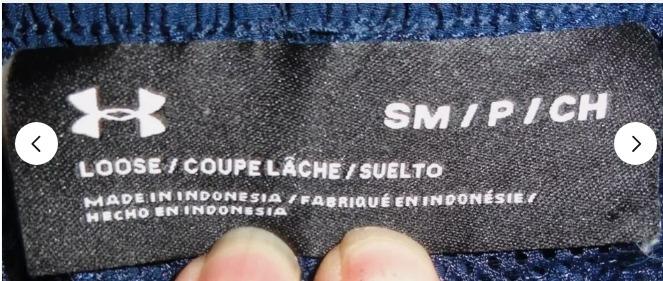 SM / P / CH
LOOSE / COUPE LÂCHE / SUELTO
MADE IN INDONESIA / FABRIQUÉ EN INDONÉSIE /
HECHO EN INDONESIA